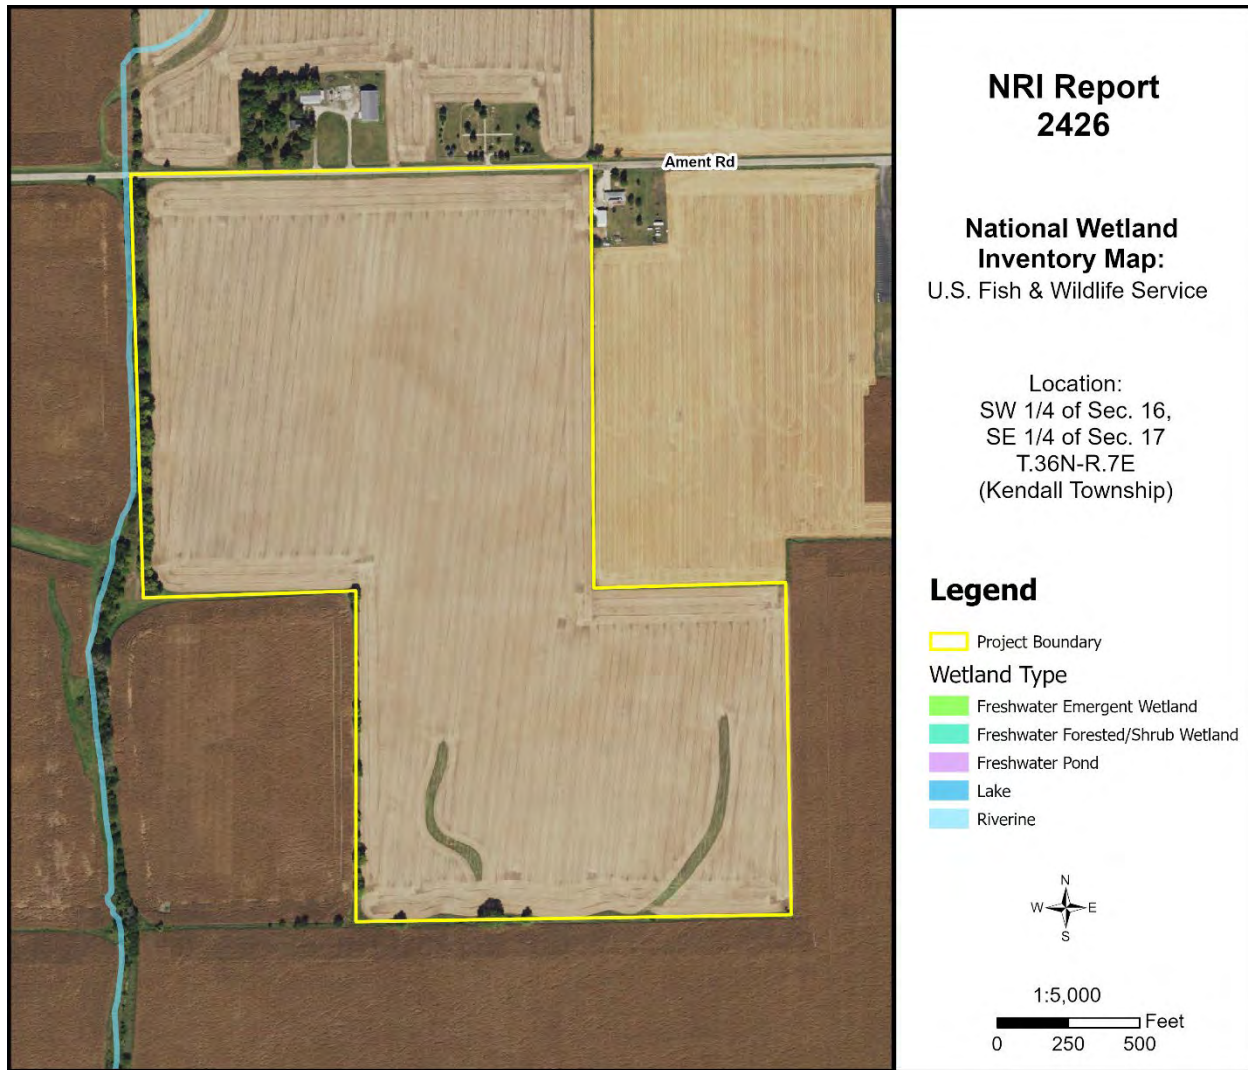 Ament Rd
NRI Report
2426
National Wetland
Inventory Map:
U.S. Fish & Wildlife Service
Location:
SW 1/4 of Sec. 16,
SE 1/4 of Sec. 17
T.36N-R.7E
(Kendall Township)
Legend
Project Boundary
Wetland Type
Freshwater Emergent Wetland
Freshwater Forested/Shrub Wetland
Freshwater Pond
Lake
Riverine
N
W E
S
1:5,000
Feet
0 250 500